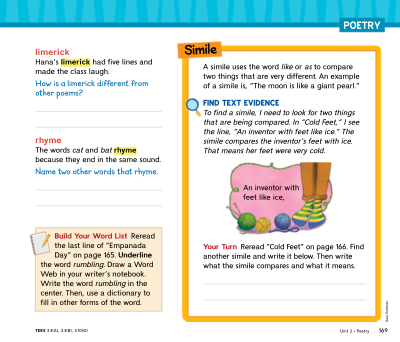 POETRY
limerick
Hana's limerick had five lines and
made the class laugh.
How is a limerick different from
other poems?
rhyme
The words cat and bat rhyme
because they end in the same sound.
Name two other words that rhyme.
Build Your Word List Reread
the last line of "Empanada
Day" on page 165. Underline
the word rumbling. Draw a Word
Web in your writer's notebook.
Write the word rumbling in the
center. Then, use a dictionary to
fill in other forms of the word.
Simile
A simile uses the word like or as to compare
two things that are very different. An example
of a simile is, "The moon is like a giant pearl."
FIND TEXT EVIDENCE
To find a simile, I need to look for two things
that are being compared. In "Cold Feet," I see
the line, "An inventor with feet like ice." The
simile compares the inventor's feet with ice.
That means her feet were very cold.
An inventor with
feet like ice,
Your Turn Reread "Cold Feet" on page 166. Find
another simile and write it below. Then write
what the simile compares and what it means.
Unit 2 • Poetry 169